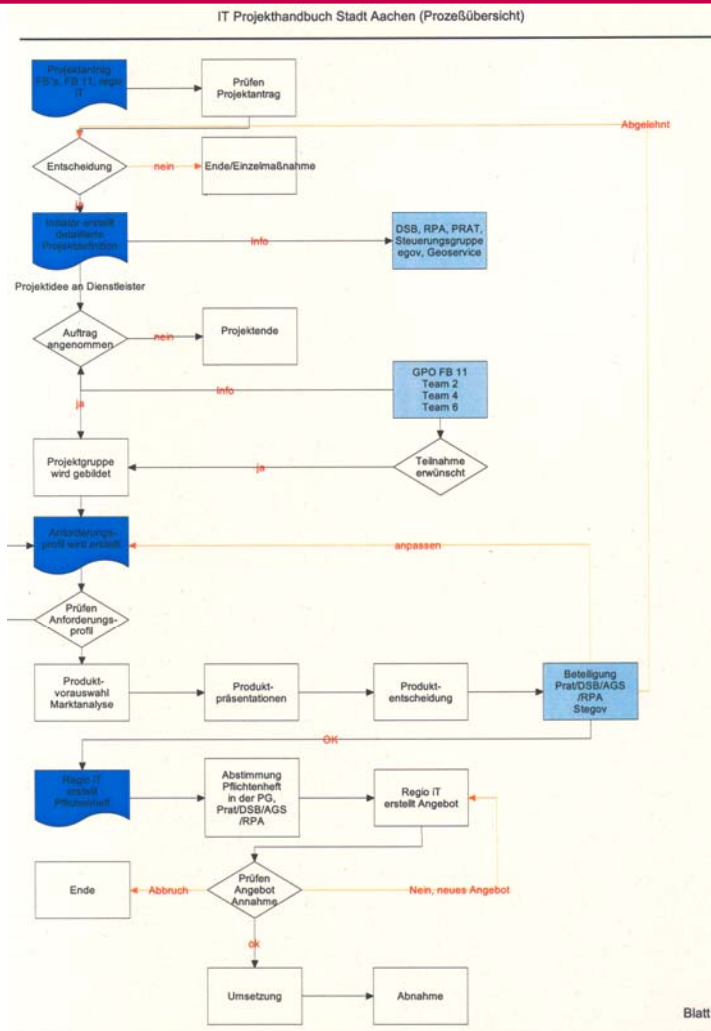 IT Projekthandbuch Stadt Aachen (Prozeßübersicht)
Projektantrag
FB's, FB 11, regio
iT
Prüfen
Projektantrag
Abgelehnt
Entscheidung
nein
Ende/Einzelmaßnahme
ja
Initiator erstellt
detaillierte
Projektdefinition
Info
DSB, RPA, PRAT,
Steuerungsgruppe
egov, Geoservice
Projektidee an Dienstleister
Auftrag
angenommen
nein
Projektende
GPO FB 11
Team 2
Team 4
Team 6
Info
ja
Projektgruppe
wird gebildet
ja
Teilnahme
erwünscht
Anforderungs-
profil wird erstellt
anpassen
Prüfen
Anforderungs-
profil
Produkt-
vorauswahl
Marktanalyse
Produkt-
präsentationen
Produkt-
entscheidung
Beteiligung
Prat/DSB/AGS
/RPA
Stegov
OK
Regio iT
erstellt
Pflichtenheft
Abstimmung
Pflichtenheft
in der PG,
Prat/DSB/AGS
/RPA
Regio iT
erstellt Angebot
Ende
Abbruch
Prüfen
Angebot
Annahme
Nein, neues Angebot
ok
Umsetzung
Abnahme
Blatt